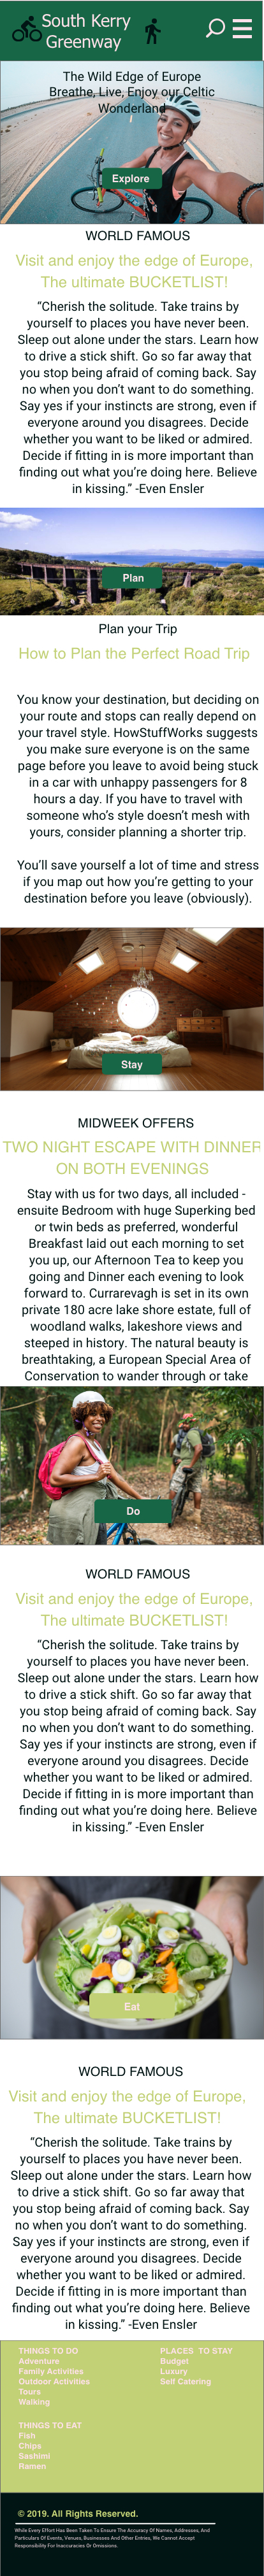 South Kerry
Greenway
The Wild Edge of Europe
Breathe, Live, Enjoy our Celtic
Wonderland
Explore
WORLD FAMOUS
Visit and enjoy the edge of Europe,
The ultimate BUCKETLIST!
“Cherish the solitude. Take trains by
yourself to places you have never been.
Sleep out alone under the stars. Learn how
to drive a stick shift. Go so far away that
you stop being afraid of coming back. Say
no when you don’t want to do something.
Say yes if your instincts are strong, even if
everyone around you disagrees. Decide
whether you want to be liked or admired.
Decide if fitting in is more important than
finding out what you’re doing here. Believe
in kissing.” -Even Ensler
Plan
Plan your Trip
How to Plan the Perfect Road Trip
You know your destination, but deciding on
your route and stops can really depend on
your travel style. HowStuffWorks suggests
you make sure everyone is on the same
page before you leave to avoid being stuck
in a car with unhappy passengers for 8
hours a day. If you have to travel with
someone who’s style doesn’t mesh with
yours, consider planning a shorter trip.
You’ll save yourself a lot of time and stress
if you map out how you’re getting to your
destination before you leave (obviously).
Stay
MIDWEEK OFFERS
TWO NIGHT ESCAPE WITH DINNER
ON BOTH EVENINGS
Stay with us for two days, all included -
ensuite Bedroom with huge Superking bed
or twin beds as preferred, wonderful
Breakfast laid out each morning to set
you up, our Afternoon Tea to keep you
going and Dinner each evening to look
forward to. Currarevagh is set in its own
private 180 acre lake shore estate, full of
woodland walks, lakeshore views and
steeped in history. The natural beauty is
breathtaking, a European Special Area of
Conservation to wander through or take
Do
WORLD FAMOUS
Visit and enjoy the edge of Europe,
The ultimate BUCKETLIST!
“Cherish the solitude. Take trains by
yourself to places you have never been.
Sleep out alone under the stars. Learn how
to drive a stick shift. Go so far away that
you stop being afraid of coming back. Say
no when you don’t want to do something.
Say yes if your instincts are strong, even if
everyone around you disagrees. Decide
whether you want to be liked or admired.
Decide if fitting in is more important than
finding out what you’re doing here. Believe
in kissing.” -Even Ensler
Eat
WORLD FAMOUS
Visit and enjoy the edge of Europe,
The ultimate BUCKETLIST!
“Cherish the solitude. Take trains by
yourself to places you have never been.
Sleep out alone under the stars. Learn how
to drive a stick shift. Go so far away that
you stop being afraid of coming back. Say
no when you don’t want to do something.
Say yes if your instincts are strong, even if
everyone around you disagrees. Decide
whether you want to be liked or admired.
Decide if fitting in is more important than
finding out what you’re doing here. Believe
in kissing.” -Even Ensler
THINGS TO DO
Adventure
Family Activities
Outdoor Activities
Tours
Walking
PLACES TO STAY
Budget
Luxury
Self Catering
THINGS TO EAT
Fish
Chips
Sashimi
Ramen
© 2019. All Rights Reserved.
While Every Effort Has Been Taken To Ensure The Accuracy Of Names, Addresses, And
Particulars Of Events, Venues, Businesses And Other Entries, We Cannot Accept
Responsibility For Inaccuracies Or Omissions.